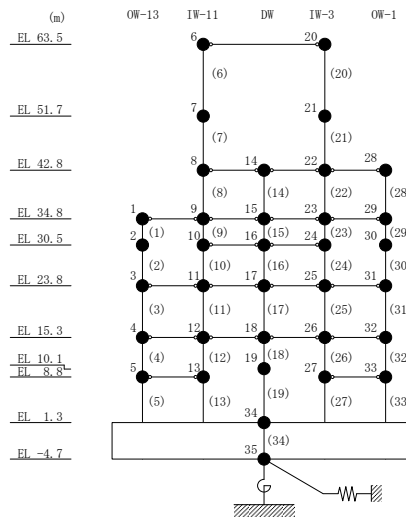 (m) OW-13 IW-11 DW IW-3 OW-1
EL 63.5 6 20
(6) (20)
EL 51.7 7 21
(7) (21)
EL 42.8 8 14 22 28
(8) (14) (22) (28
EL 34.8 1 9 15 23 29
(1) (9) (15) (23) (29
EL 30.5 2 10 16 24 30
(2) (10) (16) (24) (30
EL 23.8 3 11 17 25 31
(3) (11) (17) (25) (31
EL 15.3 4 12 18 26 32
(4) (12) (18) (26) (32
EL 10.1 19
EL 8.8 5 13 27 33
(5) (13) (19) (27) (33
EL 1.3 34
(34)
EL -4.7 35